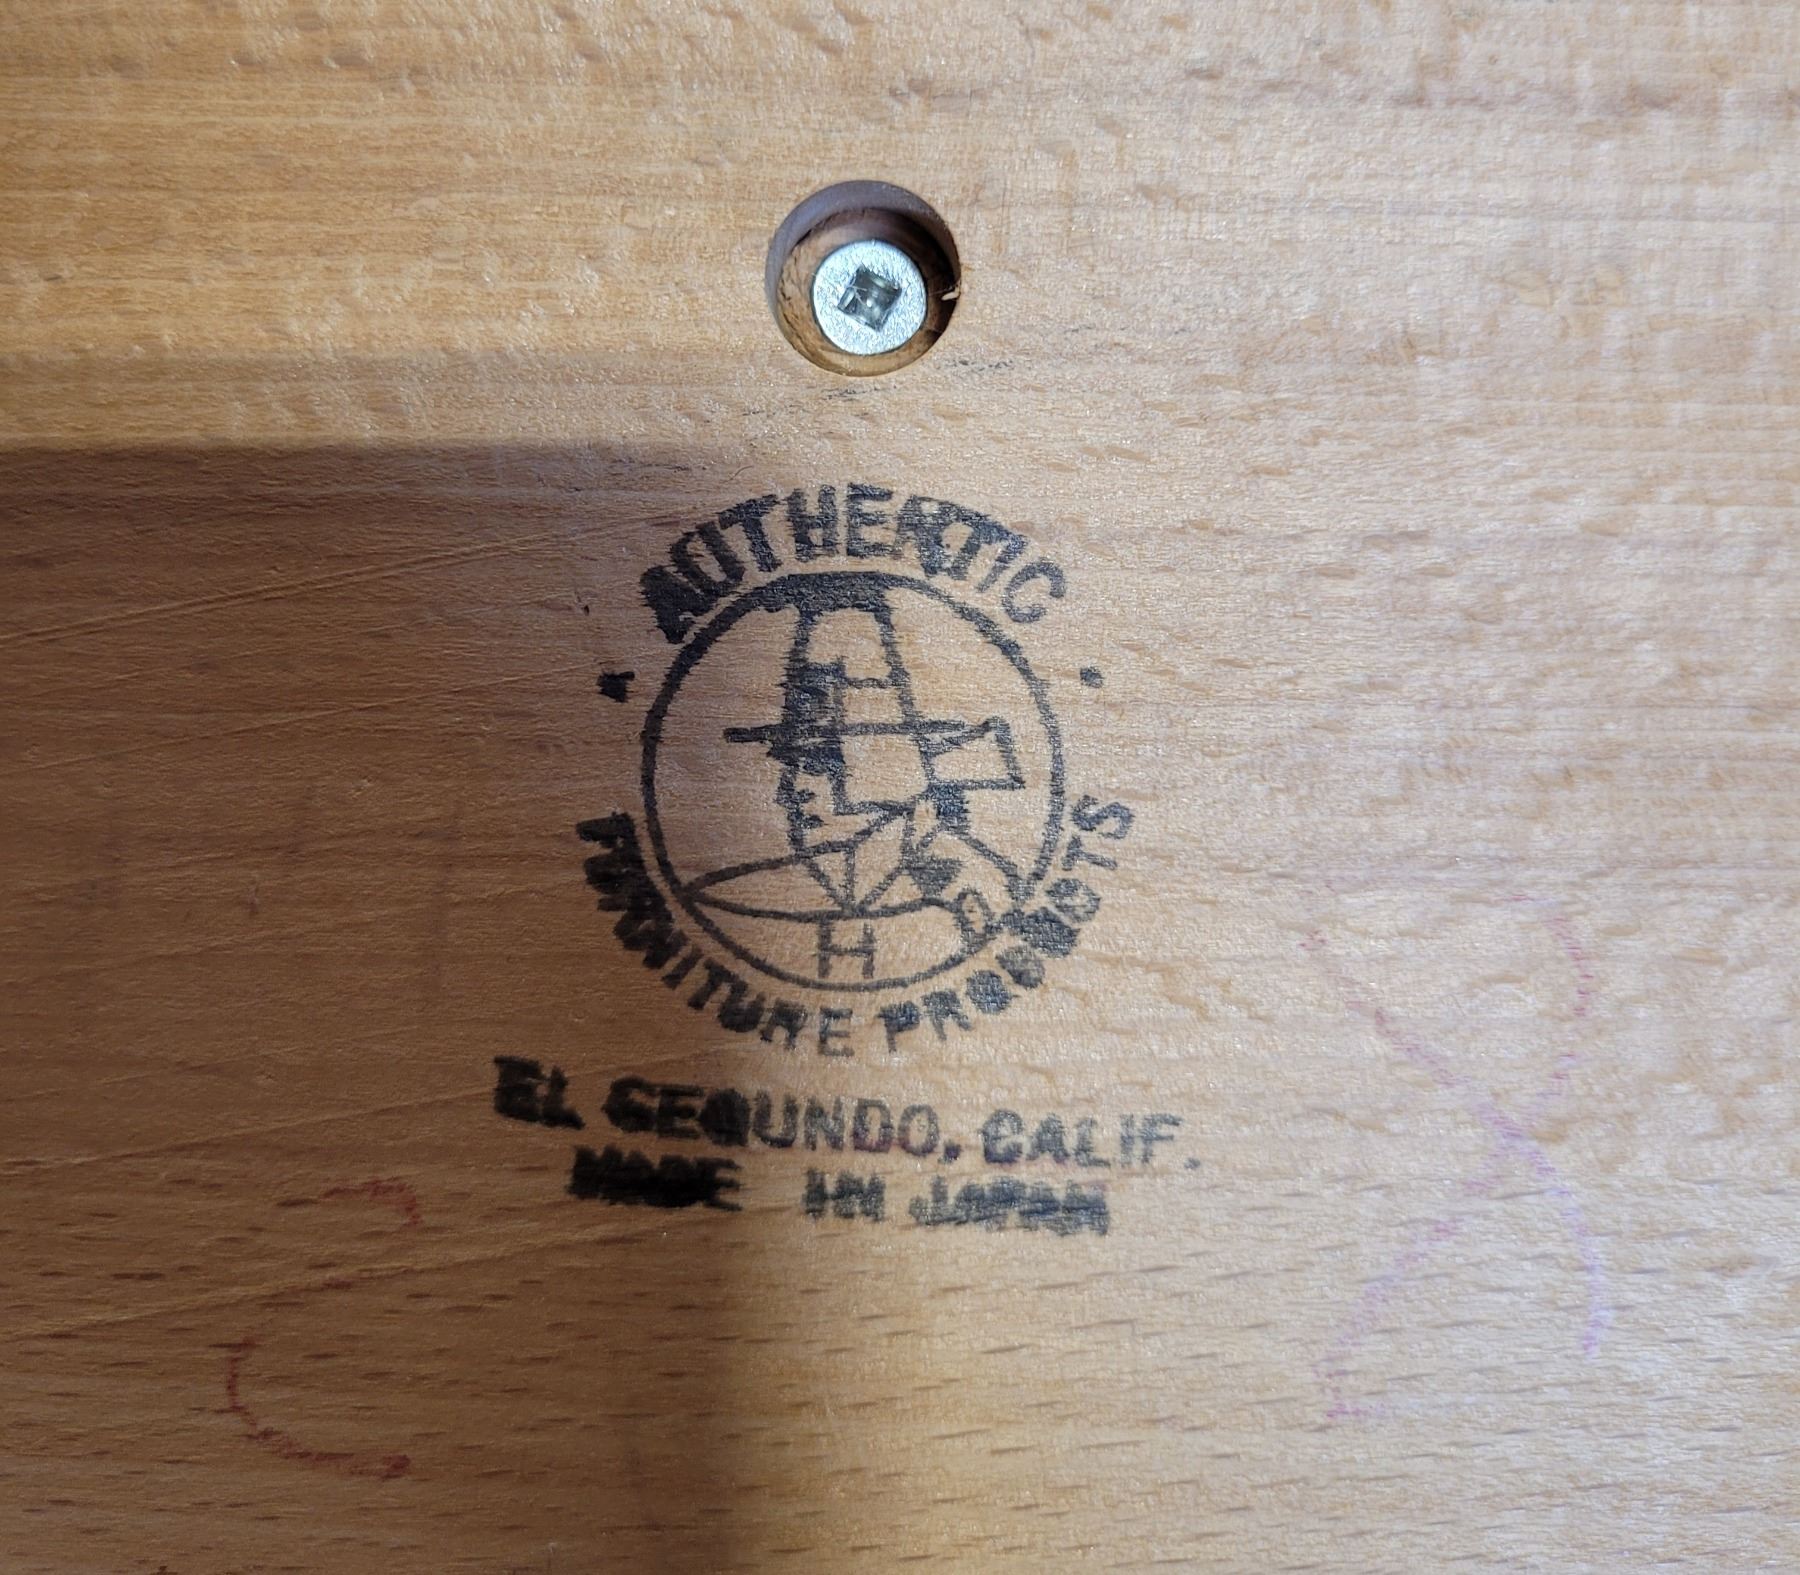 AUTHENTIC
H
FURNITURE PRODUCTS
EL SEGUNDO, CALIF.
MADE IN JAPAN